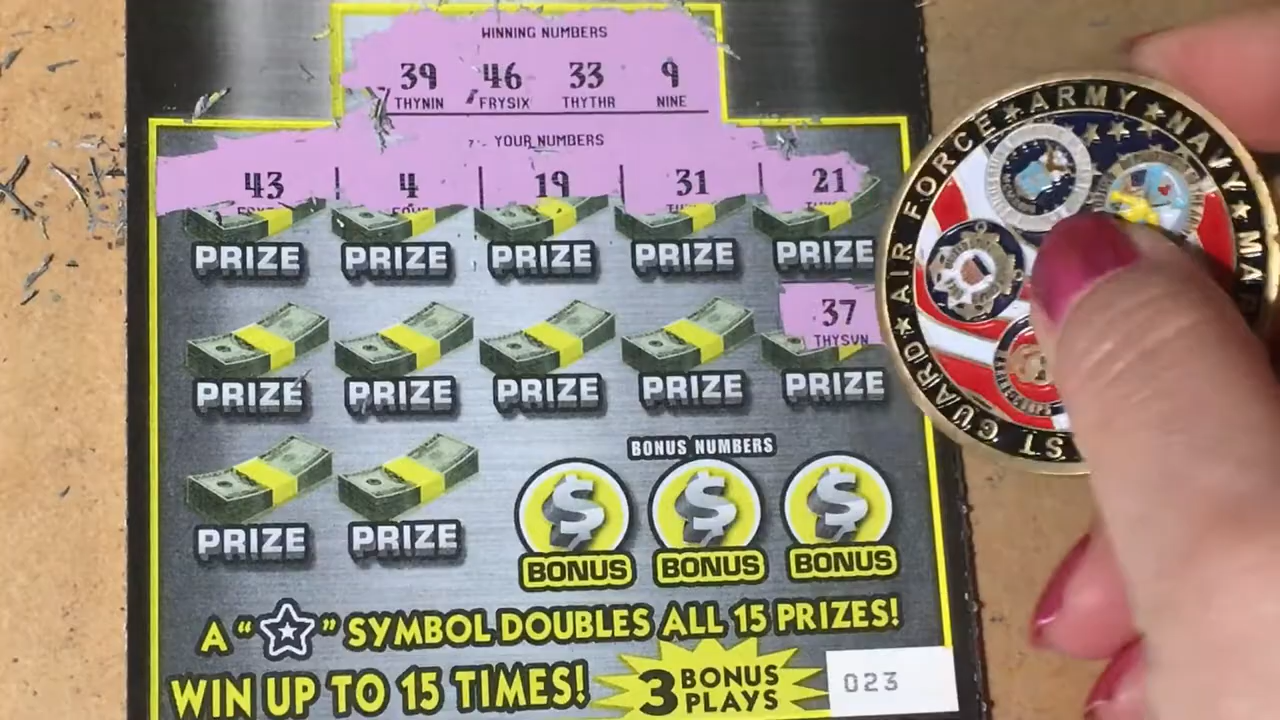 WINNING NUMBERS
39 46 33 9
THYNIN FRYSIX THYTHR NINE
YOUR NUMBERS
43 4 19 31 21
PRIZE PRIZE PRIZE PRIZE PRIZE
37
THYSVN
PRIZE PRIZE PRIZE PRIZE PRIZE
BONUS NUMBERS
$ $ $
PRIZE PRIZE
BONUS BONUS BONUS
A "☆" SYMBOL DOUBLES ALL 15 PRIZES!
WIN UP TO 15 TIMES!
3 BONUS
PLAYS
023
AIR FORCE ★ ARMY ★ NAVY ★
GUARD ★